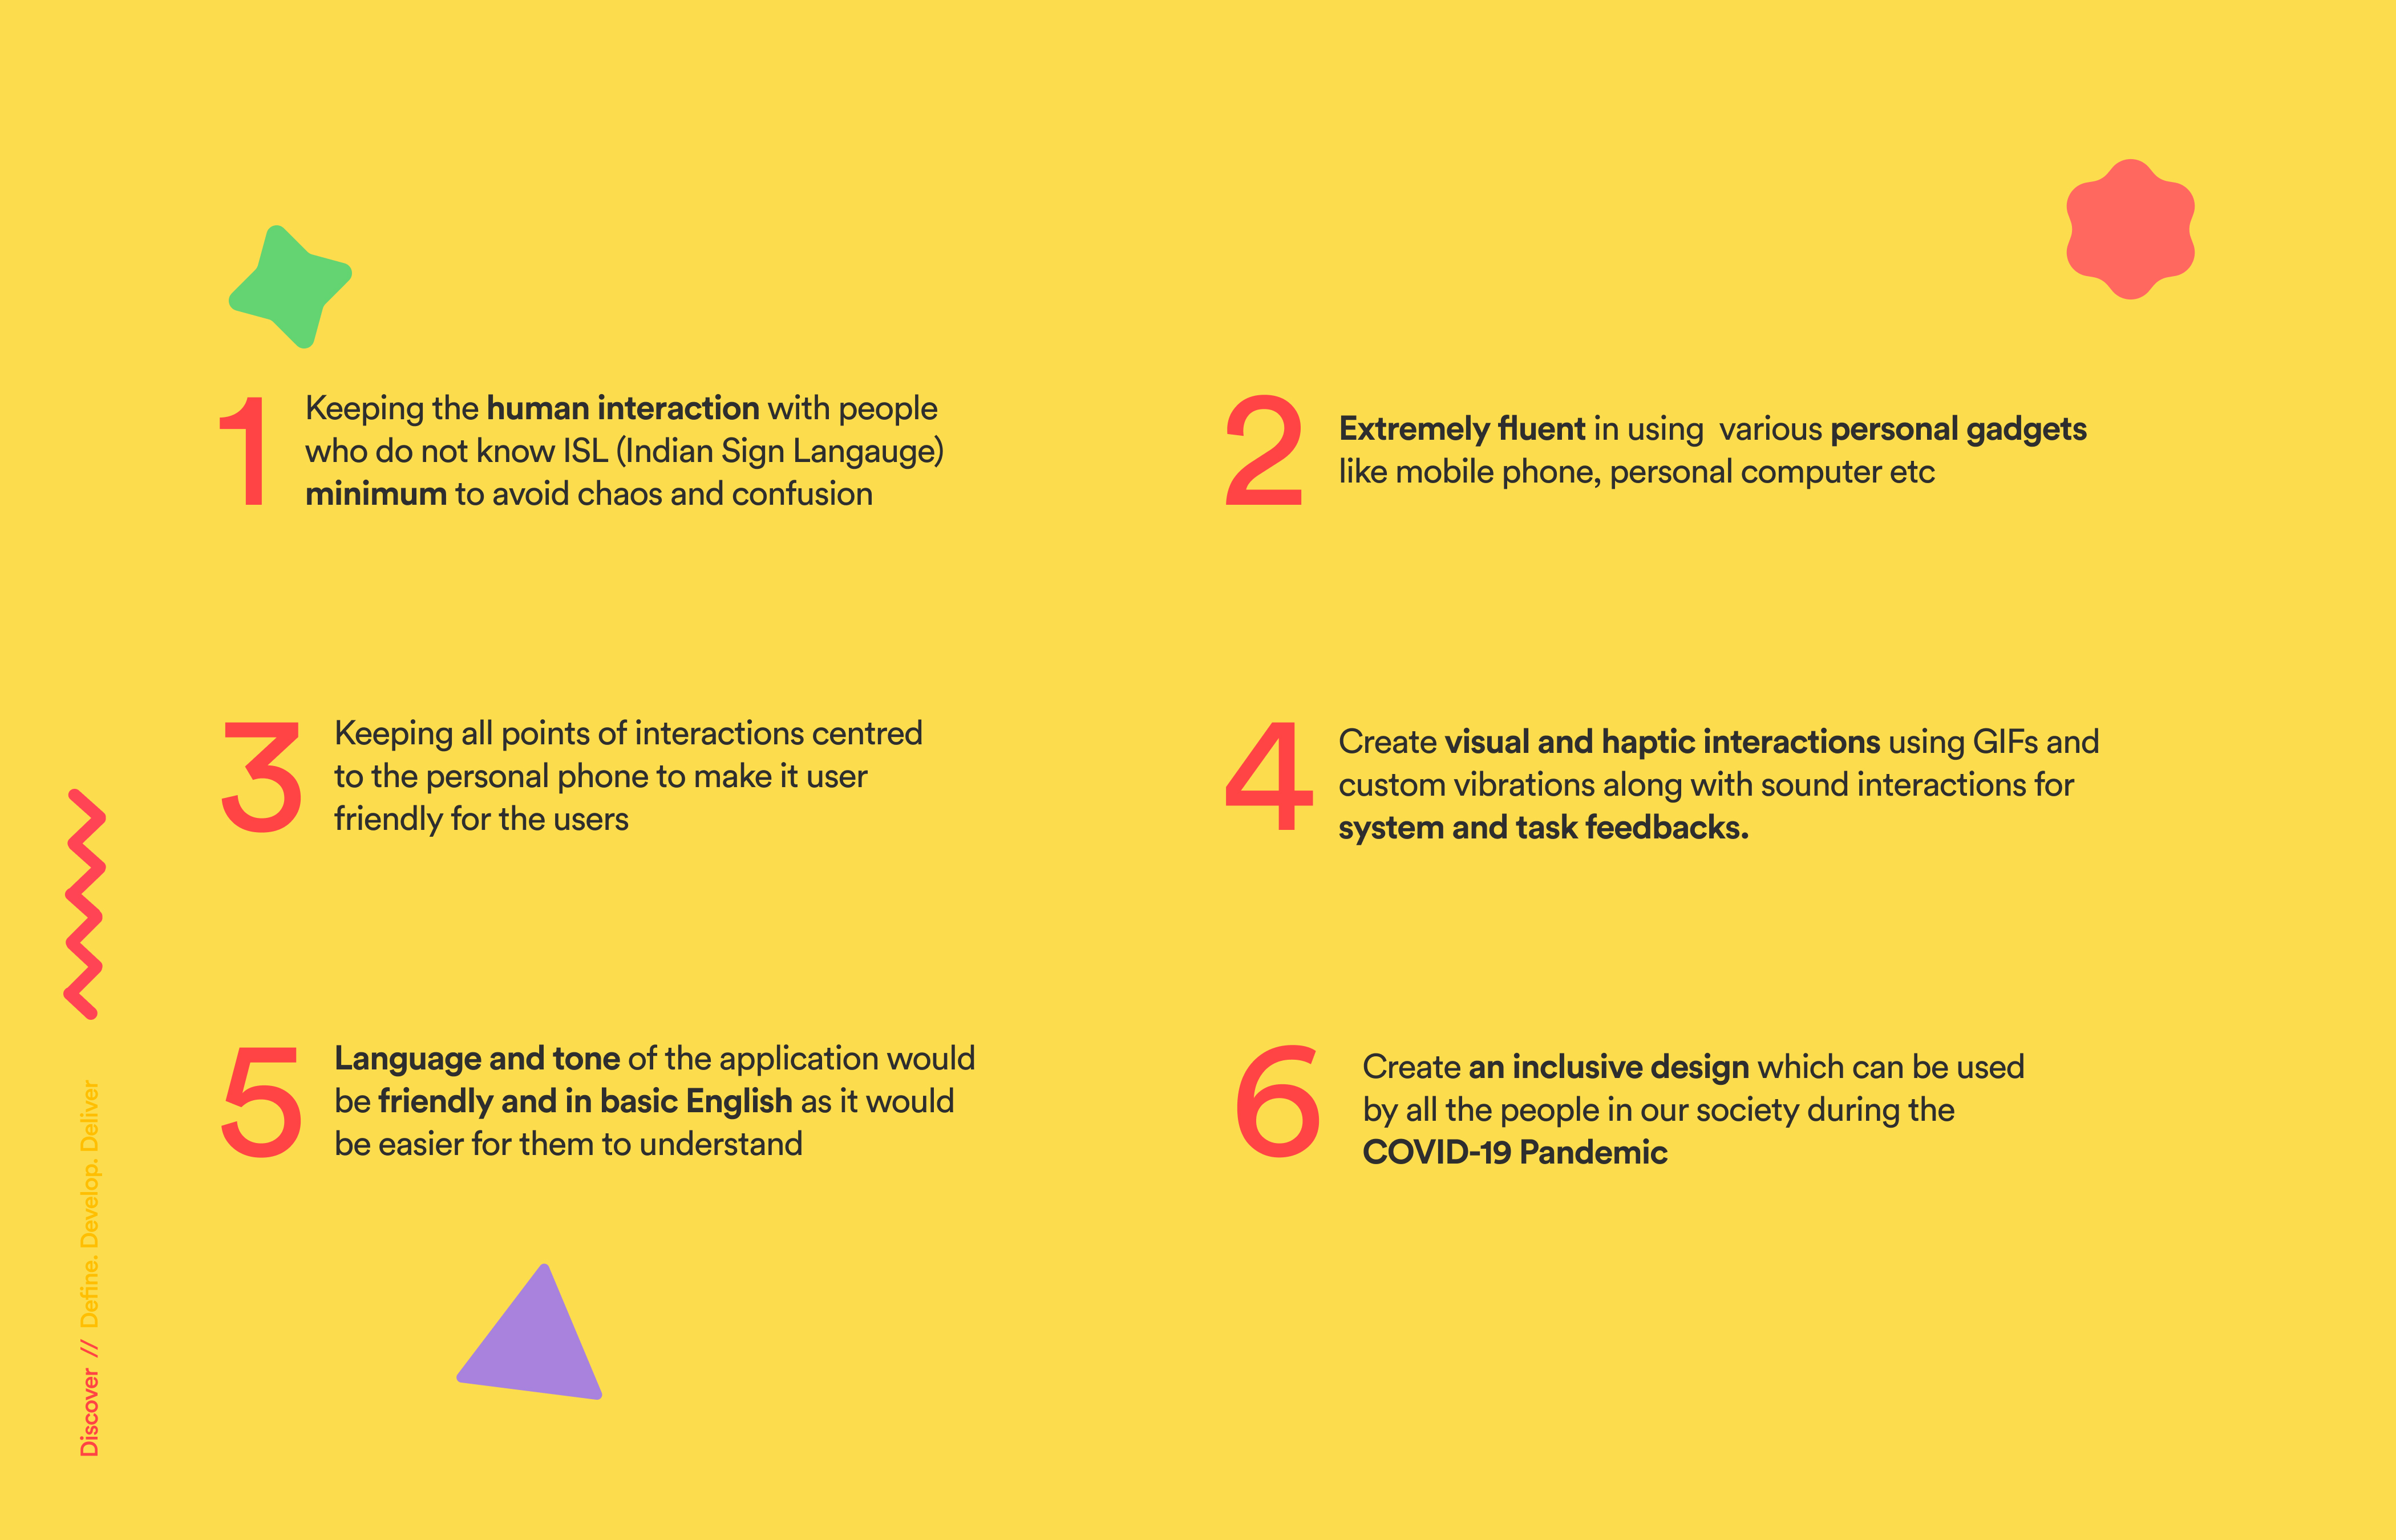 1
Keeping the human interaction with people
who do not know ISL (Indian Sign Langauge)
minimum to avoid chaos and confusion
2
Extremely fluent in using  various personal gadgets
like mobile phone, personal computer etc
3
Keeping all points of interactions centred
to the personal phone to make it user
friendly for the users
4
Create visual and haptic interactions using GIFs and
custom vibrations along with sound interactions for
system and task feedbacks.
5
Language and tone of the application would
be friendly and in basic English as it would
be easier for them to understand
6
Create an inclusive design which can be used
by all the people in our society during the
COVID-19 Pandemic
Discover // Define. Develop. Deliver